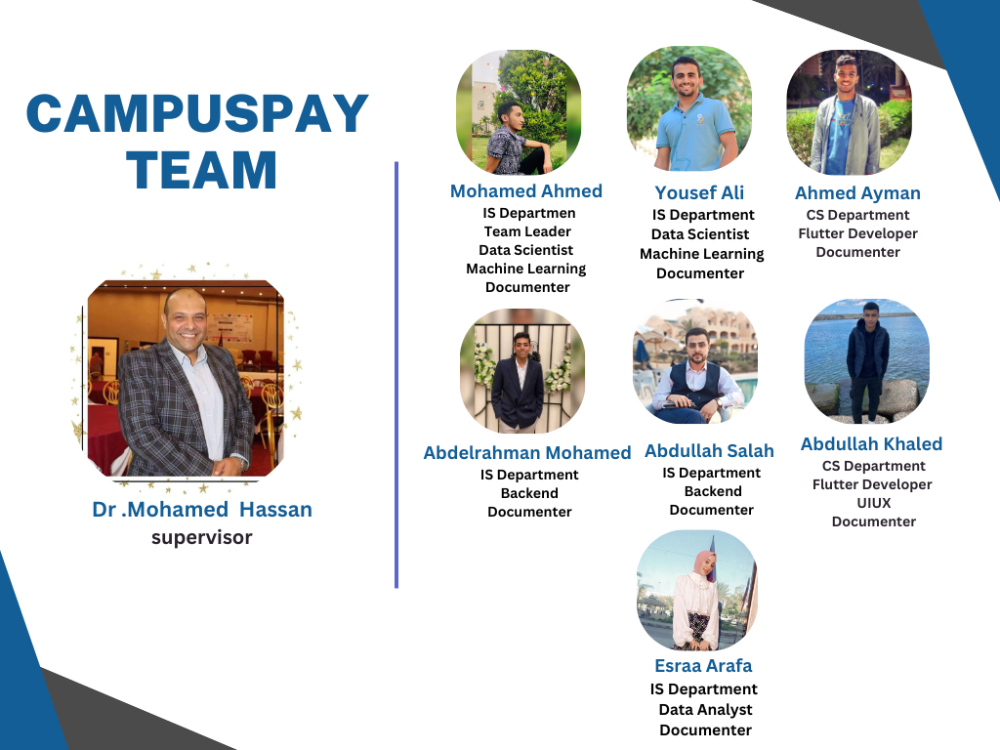 CAMPUSPAY
TEAM
Dr .Mohamed Hassan
supervisor
Mohamed Ahmed
IS Departmen
Team Leader
Data Scientist
Machine Learning
Documenter
Yousef Ali
IS Department
Data Scientist
Machine Learning
Documenter
Ahmed Ayman
CS Department
Flutter Developer
Documenter
Abdelrahman Mohamed
IS Department
Backend
Documenter
Abdullah Salah
IS Department
Backend
Documenter
Abdullah Khaled
CS Department
Flutter Developer
UIUX
Documenter
Esraa Arafa
IS Department
Data Analyst
Documenter